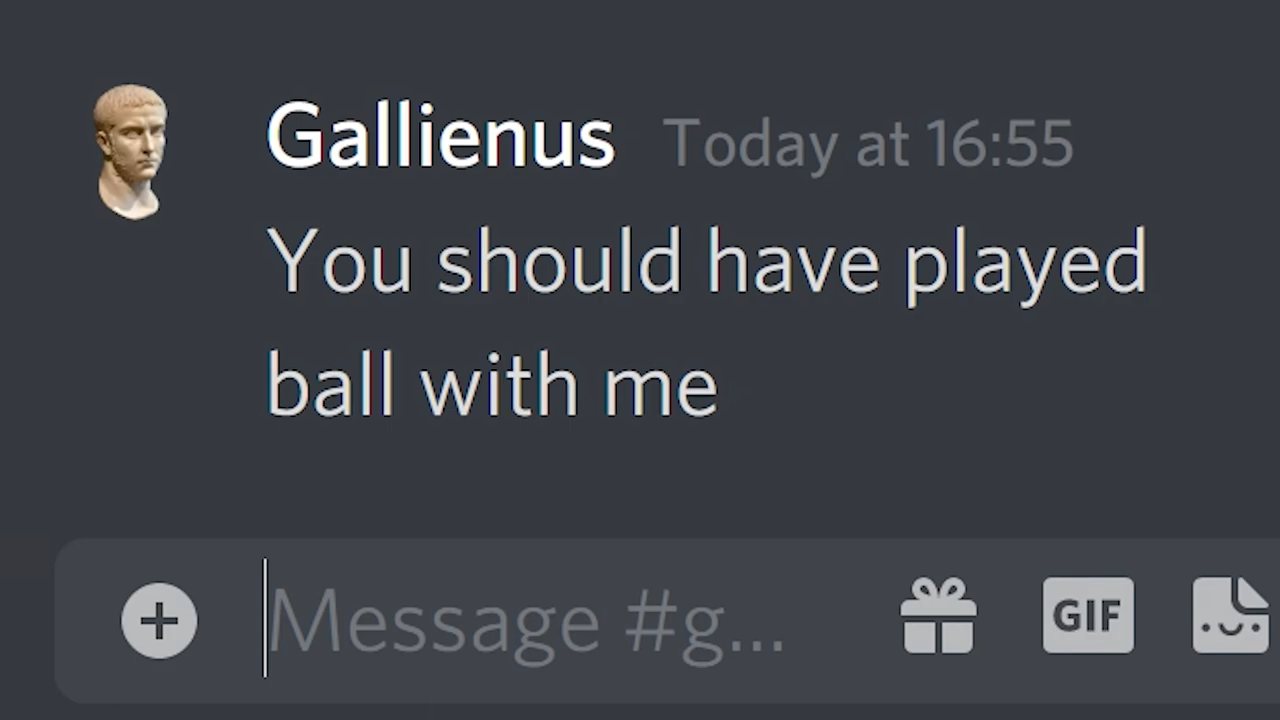 Gallienus Today at 16:55
You should have played
ball with me
Message #g...
GIF